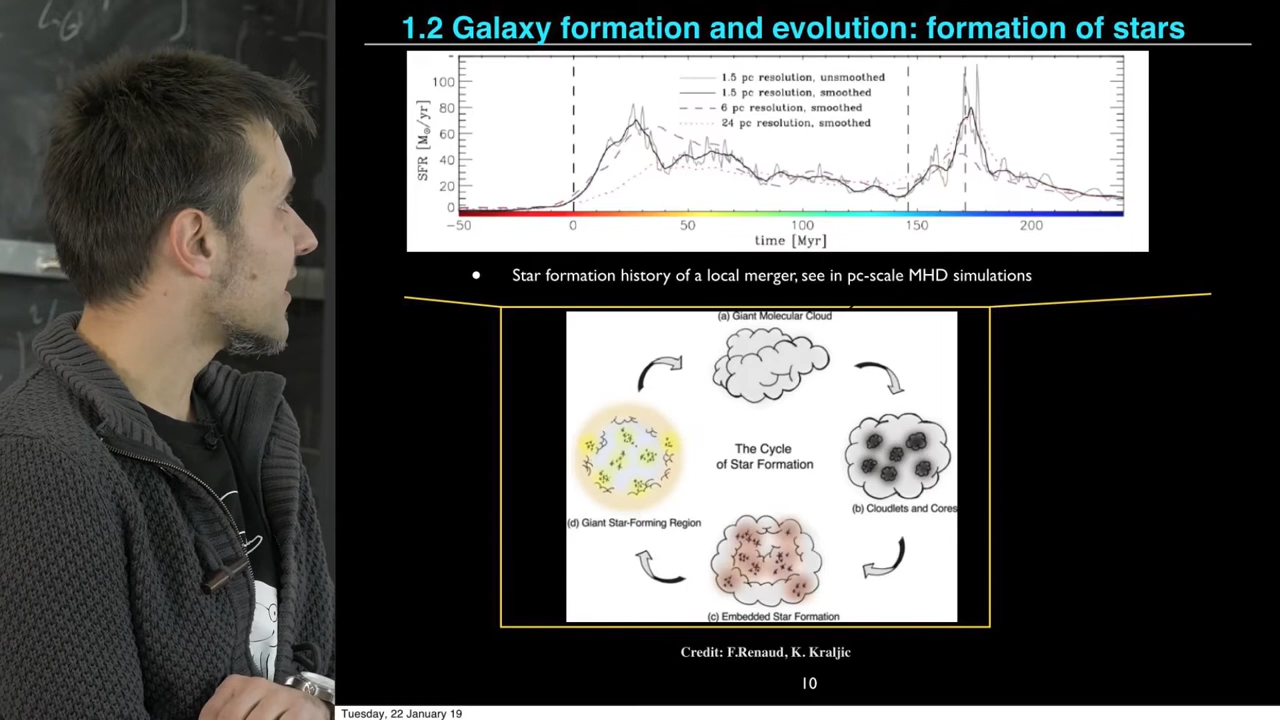 1.2 Galaxy formation and evolution: formation of stars
1.5 pc resolution, unsmoothed
1.5 pc resolution, smoothed
6 pc resolution, smoothed
24 pc resolution, smoothed
SFR [M☉/yr]
100
80
60
40
20
0
-50 0 50 100 150 200
time [Myr]
• Star formation history of a local merger, see in pc-scale MHD simulations
(a) Giant Molecular Cloud
The Cycle
of Star Formation
(b) Cloudlets and Cores
(d) Giant Star-Forming Region
(c) Embedded Star Formation
Credit: F.Renaud, K. Kraljic
10
Tuesday, 22 January 19